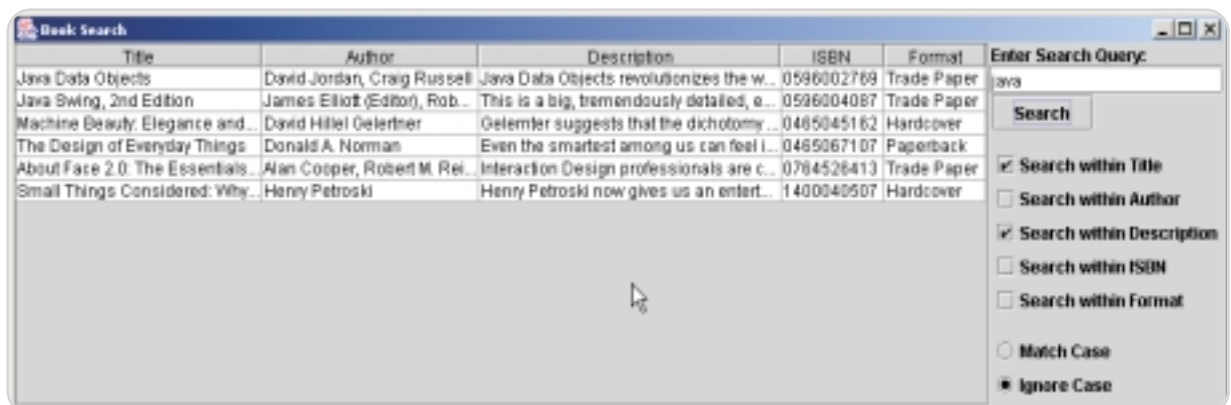 Book Search
Title Author Description ISBN Format
Java Data Objects David Jordan, Craig Russell Java Data Objects revolutionizes the w... 0596002769 Trade Paper
Java Swing, 2nd Edition James Elliott (Editor), Rob... This is a big, tremendously detailed, e... 0596004087 Trade Paper
Machine Beauty: Elegance and... David Hillel Gelertner Gelernter suggests that the dichotomy ... 0465045162 Hardcover
The Design of Everyday Things Donald A. Norman Even the smartest among us can feel i... 0465067107 Paperback
About Face 2.0: The Essentials... Alan Cooper, Robert M. Rei... Interaction Design professionals are c... 0764526413 Trade Paper
Small Things Considered: Why... Henry Petroski Henry Petroski now gives us an entert... 1400040507 Hardcover
Enter Search Query:
java
Search
Search within Title
Search within Author
Search within Description
Search within ISBN
Search within Format
Match Case
Ignore Case